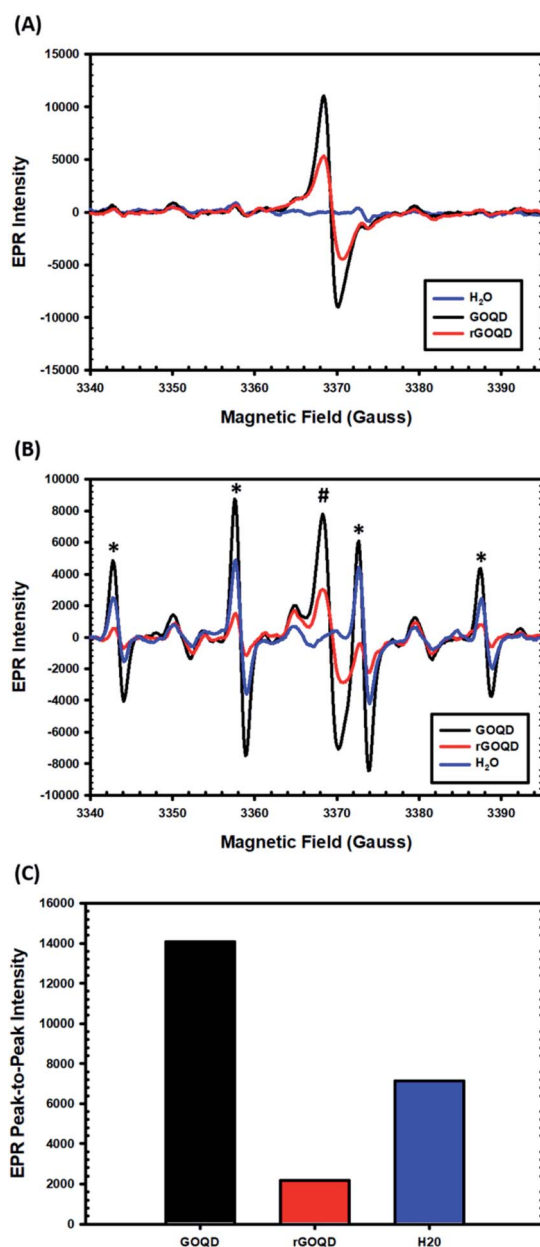 (A)
15000
10000
5000
0
-5000
-10000
-15000
EPR Intensity
H₂O
GOQD
rGOQD
3340 3350 3360 3370 3380 3390
Magnetic Field (Gauss)
(B)
10000
8000
6000
4000
2000
0
-2000
-4000
-6000
-8000
-10000
EPR Intensity
* * # * *
GOQD
rGOQD
H₂O
3340 3350 3360 3370 3380 3390
Magnetic Field (Gauss)
(C)
16000
14000
12000
10000
8000
6000
4000
2000
0
EPR Peak-to-Peak Intensity
GOQD rGOQD H20